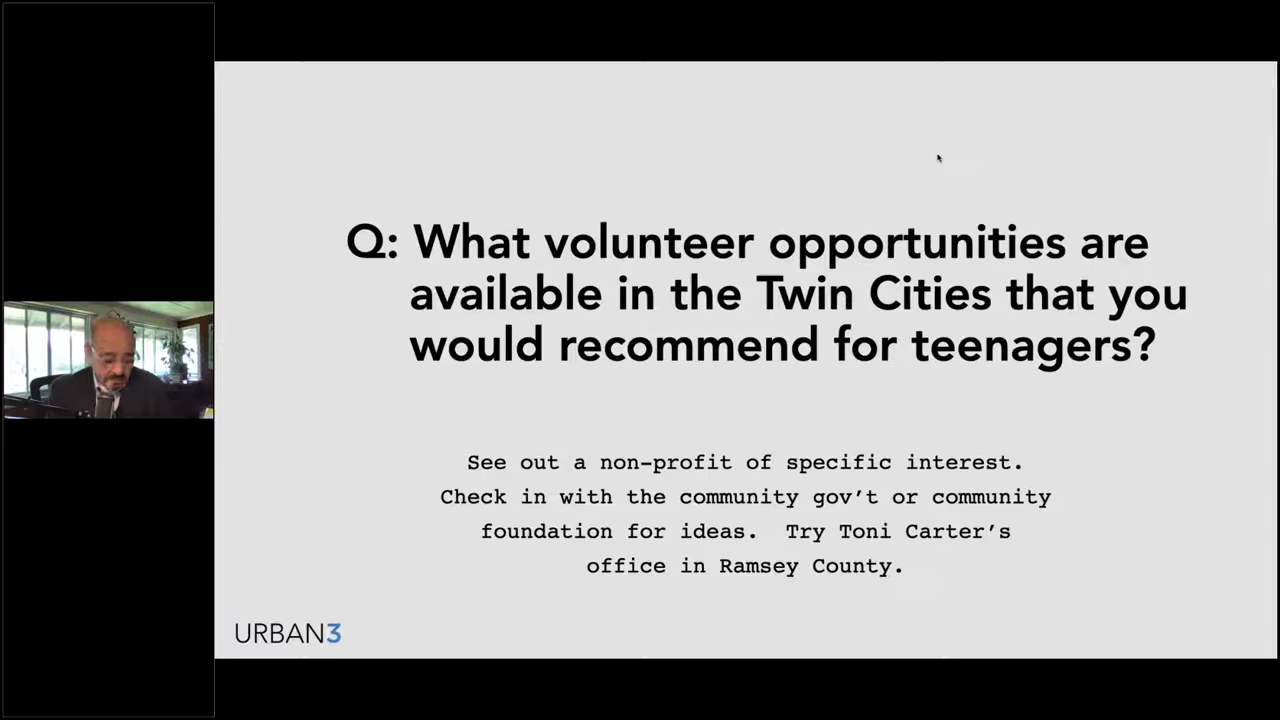 Q: What volunteer opportunities are
available in the Twin Cities that you
would recommend for teenagers?
See out a non-profit of specific interest.
Check in with the community gov't or community
foundation for ideas. Try Toni Carter's
office in Ramsey County.
URBAN3